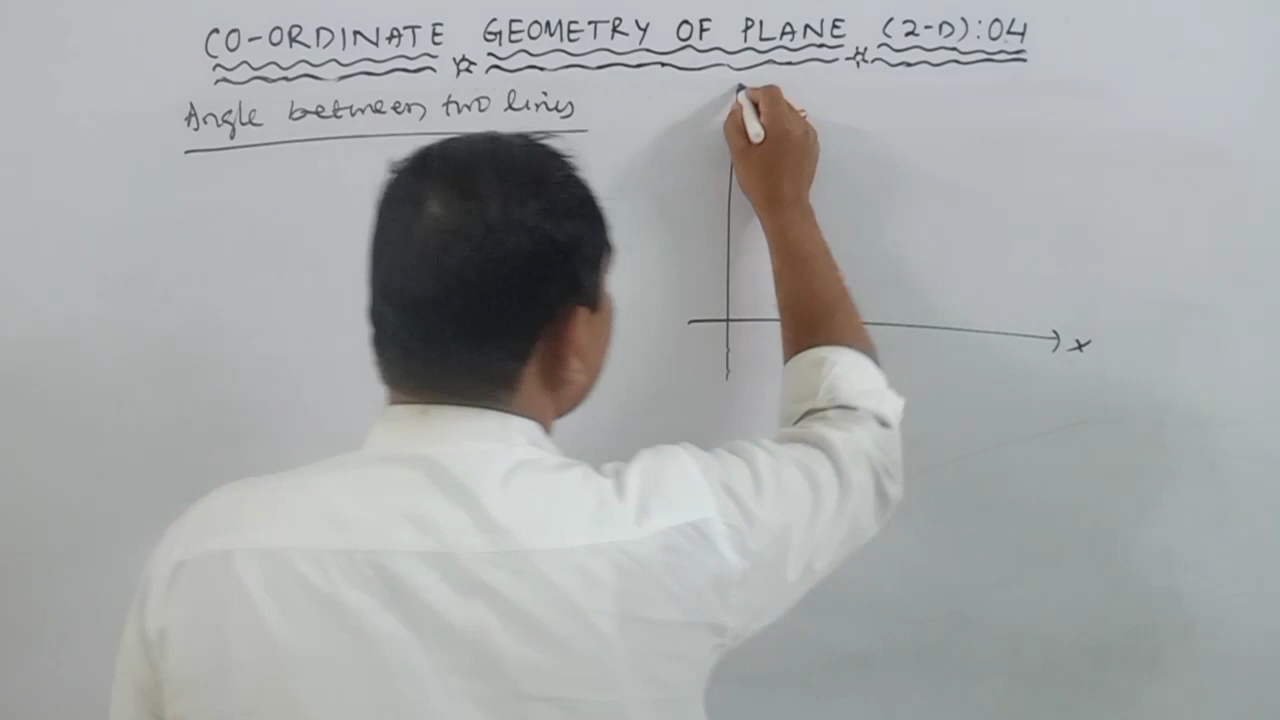 CO-ORDINATE GEOMETRY OF PLANE (2-D):04
Angle between two lines
x